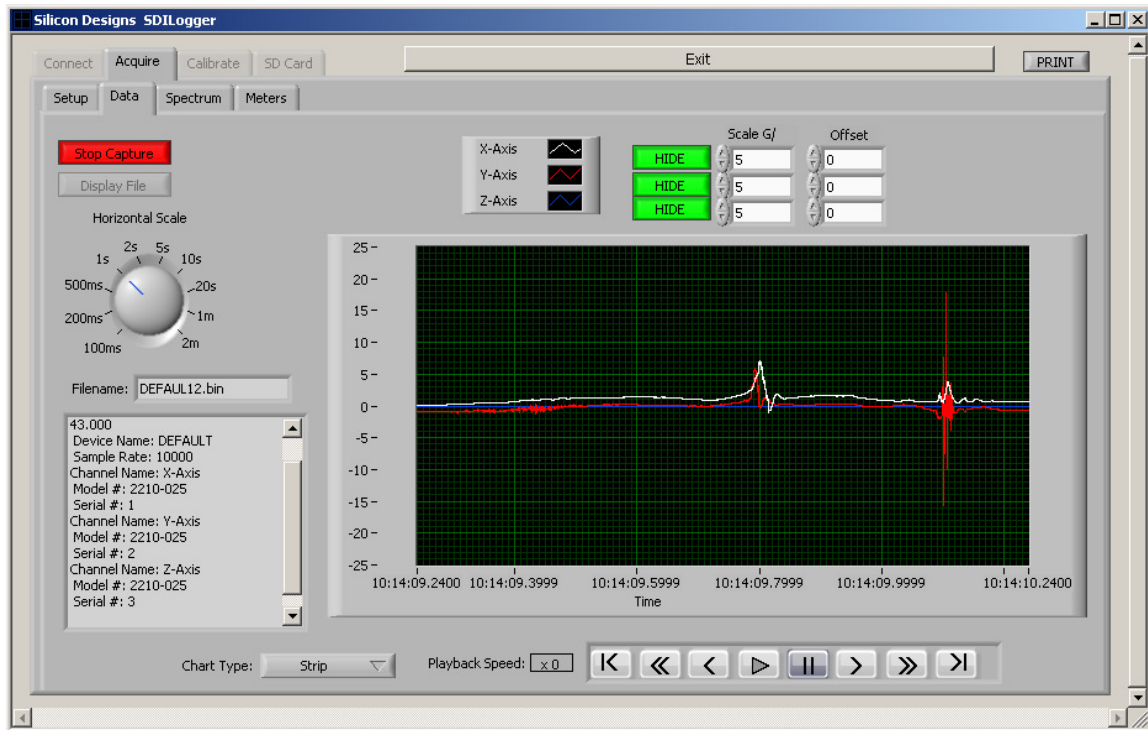 Silicon Designs SDILogger
Connect Acquire Calibrate SD Card Exit PRINT
Setup Data Spectrum Meters
Stop Capture
Display File
X-Axis
Y-Axis
Z-Axis
Scale G/ Offset
HIDE 5 0
HIDE 5 0
HIDE 5 0
Horizontal Scale
100ms 200ms 500ms 1s 2s 5s 10s 20s 1m 2m
Filename: DEFAUL12.bin
43.000
Device Name: DEFAULT
Sample Rate: 10000
Channel Name: X-Axis
Model #: 2210-025
Serial #: 1
Channel Name: Y-Axis
Model #: 2210-025
Serial #: 2
Channel Name: Z-Axis
Model #: 2210-025
Serial #: 3
25
20
15
10
5
0
-5
-10
-15
-20
-25
10:14:09.2400 10:14:09.3999 10:14:09.5999 10:14:09.7999 10:14:09.9999 10:14:10.2400
Time
Chart Type: Strip Playback Speed: x 0